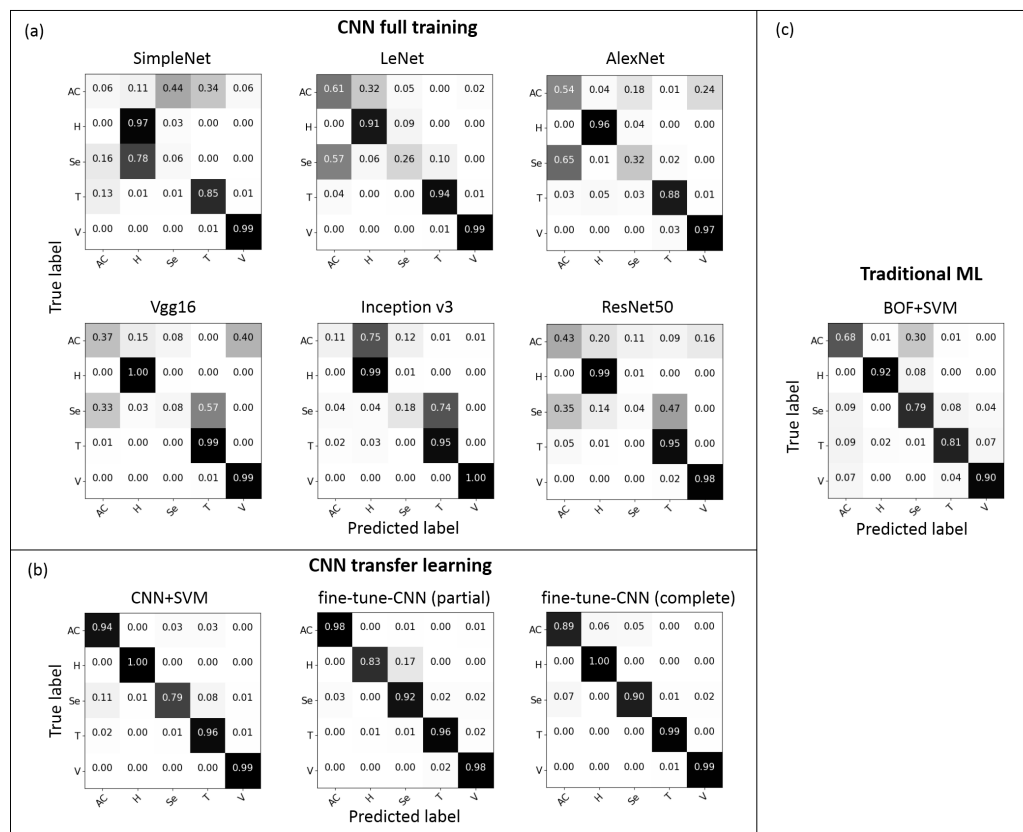 (a)
CNN full training
SimpleNet
LeNet
AlexNet
AC 0.06 0.11 0.44 0.34 0.06
H 0.00 0.97 0.03 0.00 0.00
Se 0.16 0.78 0.06 0.00 0.00
T 0.13 0.01 0.01 0.85 0.01
V 0.00 0.00 0.00 0.01 0.99
AC H Se T V
AC 0.61 0.32 0.05 0.00 0.02
H 0.00 0.91 0.09 0.00 0.00
Se 0.57 0.06 0.26 0.10 0.00
T 0.04 0.00 0.00 0.94 0.01
V 0.00 0.00 0.00 0.01 0.99
AC H Se T V
AC 0.54 0.04 0.18 0.01 0.24
H 0.00 0.96 0.04 0.00 0.00
Se 0.65 0.01 0.32 0.02 0.00
T 0.03 0.05 0.03 0.88 0.01
V 0.00 0.00 0.00 0.03 0.97
AC H Se T V
True label
Vgg16
Inception v3
ResNet50
AC 0.37 0.15 0.08 0.00 0.40
H 0.00 1.00 0.00 0.00 0.00
Se 0.33 0.03 0.08 0.57 0.00
T 0.01 0.00 0.00 0.99 0.00
V 0.00 0.00 0.00 0.01 0.99
AC H Se T V
AC 0.11 0.75 0.12 0.01 0.01
H 0.00 0.99 0.01 0.00 0.00
Se 0.04 0.04 0.18 0.74 0.00
T 0.02 0.03 0.00 0.95 0.00
V 0.00 0.00 0.00 0.00 1.00
AC H Se T V
AC 0.43 0.20 0.11 0.09 0.16
H 0.00 0.99 0.01 0.00 0.00
Se 0.35 0.14 0.04 0.47 0.00
T 0.05 0.01 0.00 0.95 0.00
V 0.00 0.00 0.00 0.02 0.98
AC H Se T V
Predicted label
(b)
CNN transfer learning
CNN+SVM
fine-tune-CNN (partial)
fine-tune-CNN (complete)
AC 0.94 0.00 0.03 0.03 0.00
H 0.00 1.00 0.00 0.00 0.00
Se 0.11 0.01 0.79 0.08 0.01
T 0.02 0.00 0.01 0.96 0.01
V 0.00 0.00 0.00 0.00 0.99
AC H Se T V
AC 0.98 0.00 0.01 0.00 0.01
H 0.00 0.83 0.17 0.00 0.00
Se 0.03 0.00 0.92 0.02 0.02
T 0.00 0.01 0.01 0.96 0.02
V 0.00 0.00 0.00 0.02 0.98
AC H Se T V
AC 0.89 0.06 0.05 0.00 0.00
H 0.00 1.00 0.00 0.00 0.00
Se 0.07 0.00 0.90 0.01 0.02
T 0.00 0.00 0.00 0.99 0.00
V 0.00 0.00 0.00 0.01 0.99
AC H Se T V
True label
Predicted label
(c)
Traditional ML
BOF+SVM
AC 0.68 0.01 0.30 0.01 0.00
H 0.00 0.92 0.08 0.00 0.00
Se 0.09 0.00 0.79 0.08 0.04
T 0.09 0.02 0.01 0.81 0.07
V 0.07 0.00 0.00 0.04 0.90
AC H Se T V
True label
Predicted label